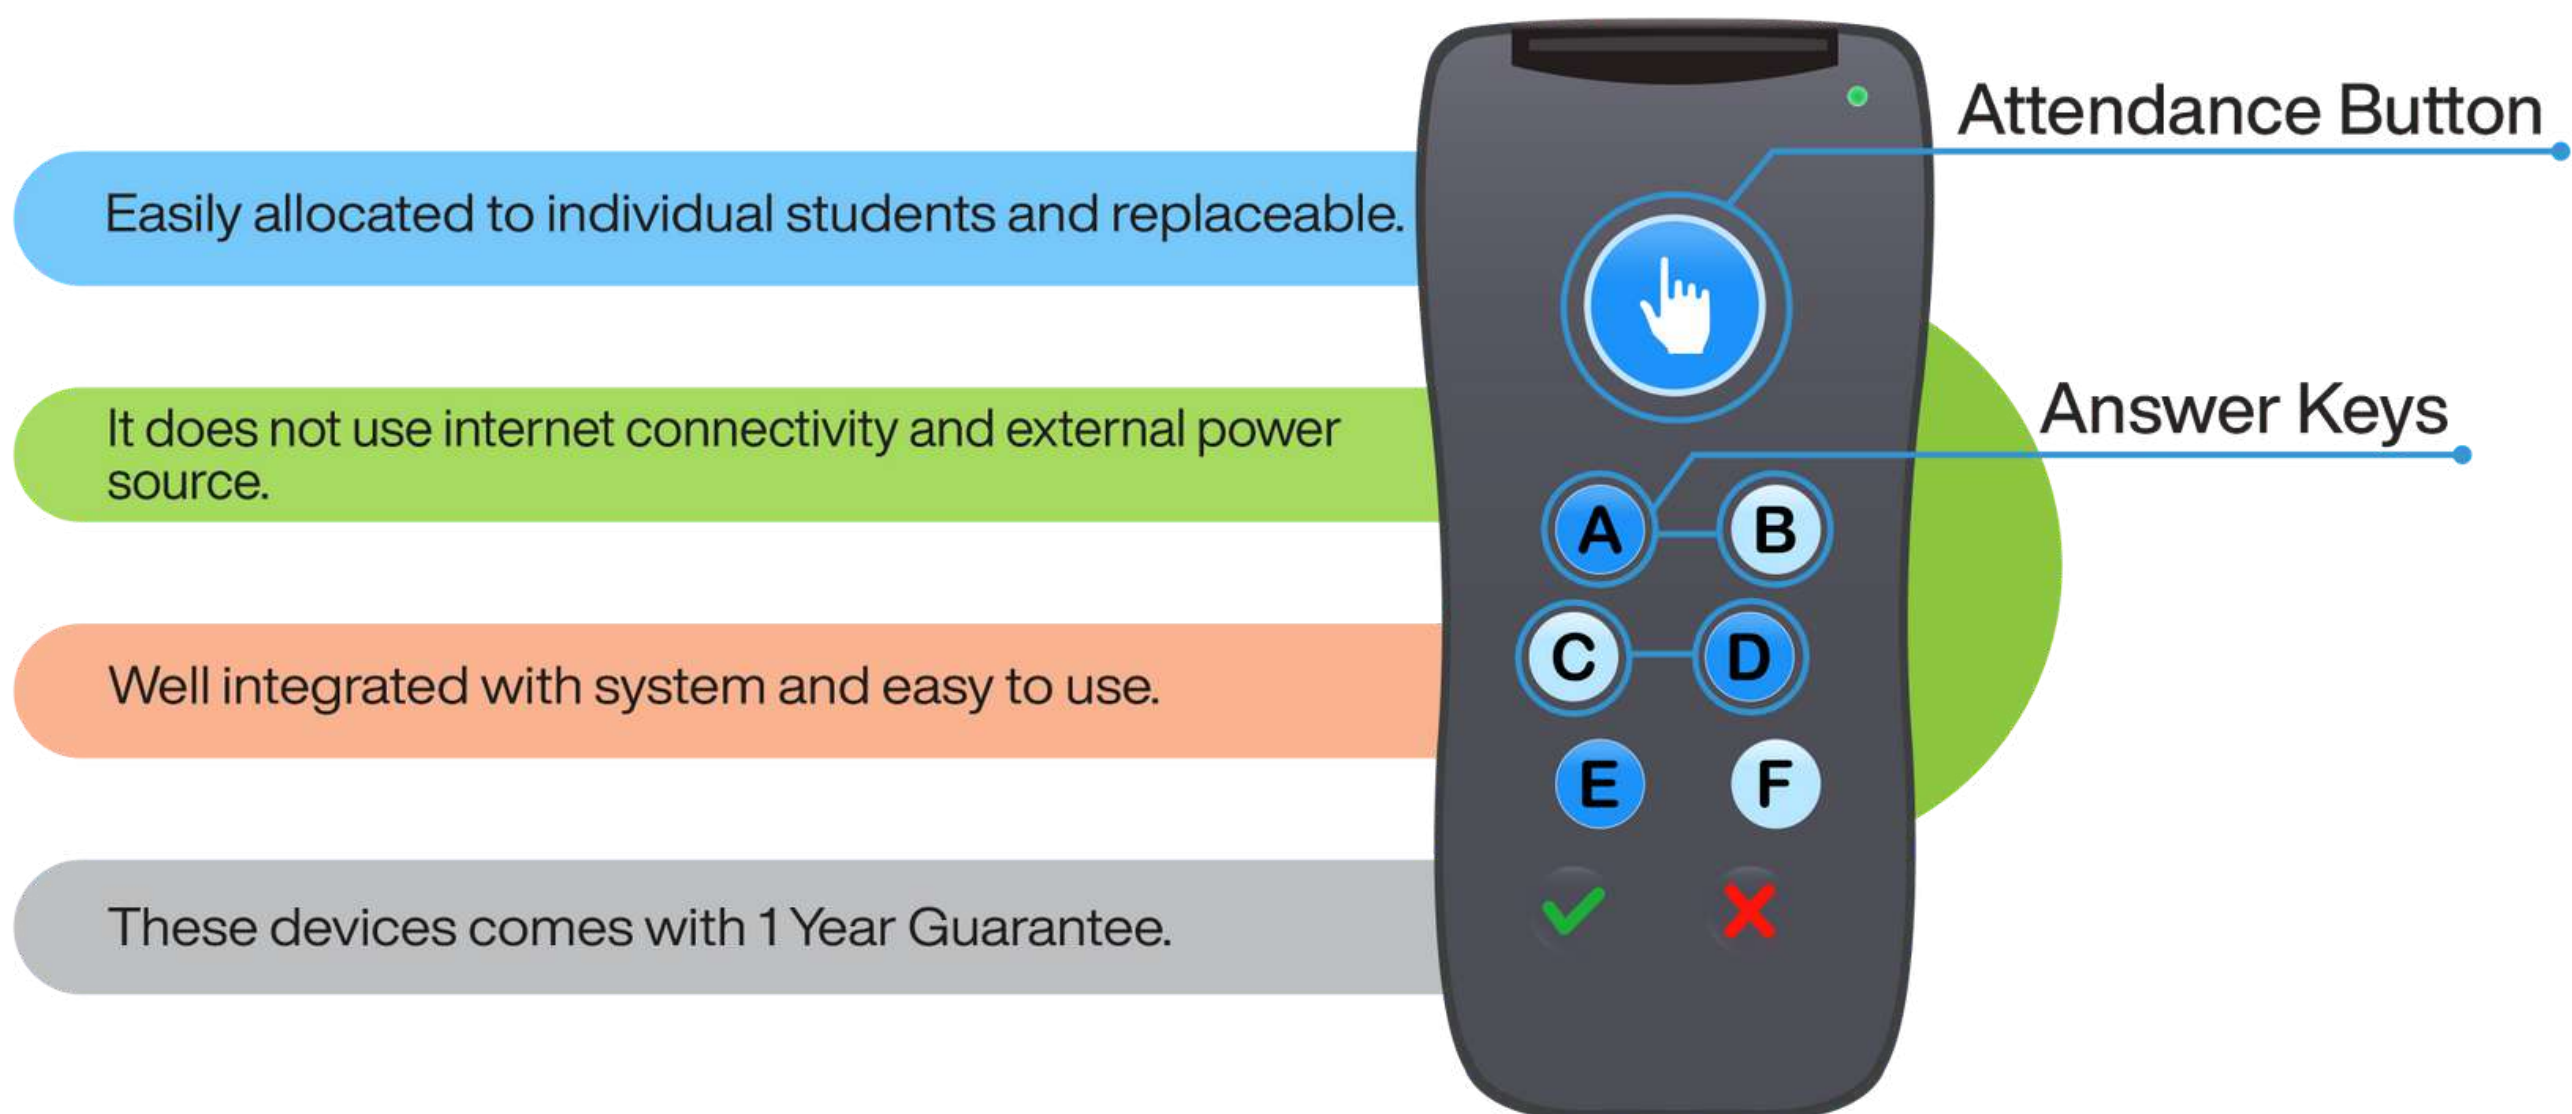 Attendance Button
Easily allocated to individual students and replaceable.
It does not use internet connectivity and external power
source.
Answer Keys
A B
C D
Well integrated with system and easy to use.
E F
These devices comes with 1 Year Guarantee.